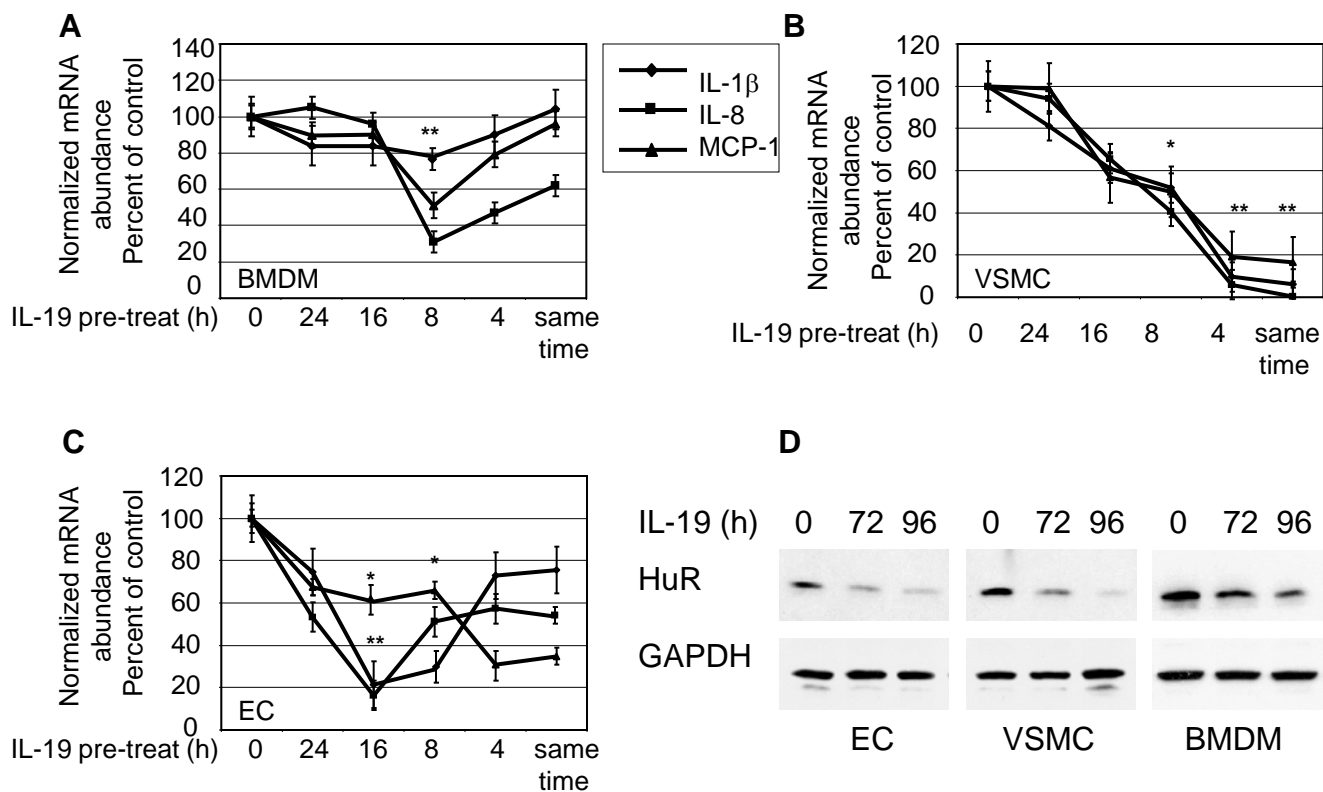 A
Normalized mRNA
abundance
Percent of control
140
120
100
80
60
40
20
0
BMDM
**
IL-19 pre-treat (h) 0 24 16 8 4 same
time
IL-1β
IL-8
MCP-1
B
Normalized mRNA
abundance
Percent of control
120
100
80
60
40
20
0
*
** **
VSMC
IL-19 pre-treat (h) 0 24 16 8 4 same
time
C
Normalized mRNA
abundance
Percent of control
120
100
80
60
40
20
0
* *
**
EC
IL-19 pre-treat (h) 0 24 16 8 4 same
time
D
IL-19 (h) 0 72 96 0 72 96 0 72 96
HuR
GAPDH
EC VSMC BMDM